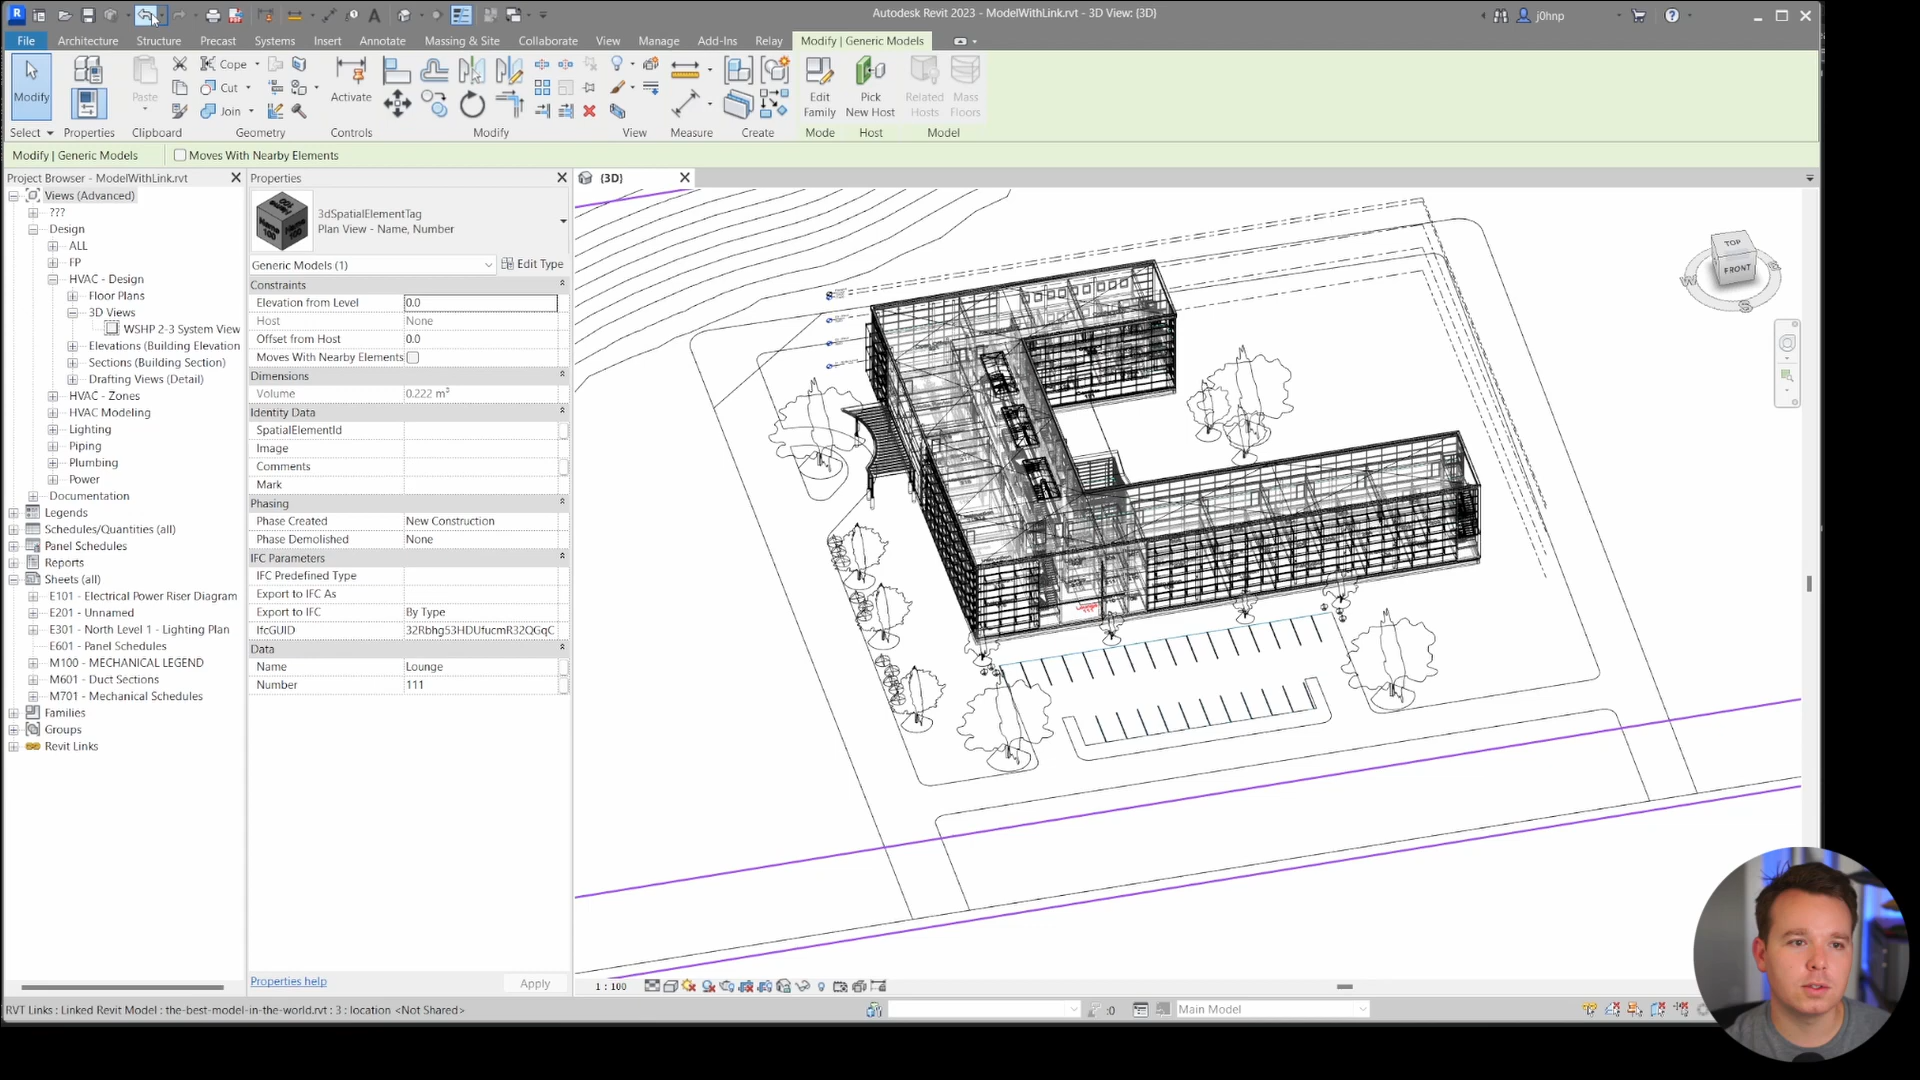 Autodesk Revit 2023 - ModelWithLink.rvt - 3D View: {3D}
j0hnp
File
Architecture
Structure
Precast
Systems
Insert
Annotate
Massing & Site
Collaborate
View
Manage
Add-Ins
Relay
Modify | Generic Models
Modify
Paste
Cope
Cut
Join
Activate
Edit
Family
Pick
New Host
Related
Hosts
Mass
Floors
Select
Properties
Clipboard
Geometry
Controls
Modify
View
Measure
Create
Mode
Host
Model
Modify | Generic Models
Moves With Nearby Elements
Project Browser - ModelWithLink.rvt
Views (Advanced)
???
Design
ALL
FP
HVAC - Design
Floor Plans
3D Views
WSHP 2-3 System View
Elevations (Building Elevation
Sections (Building Section)
Drafting Views (Detail)
HVAC - Zones
HVAC Modeling
Lighting
Piping
Plumbing
Power
Documentation
Legends
Schedules/Quantities (all)
Panel Schedules
Reports
Sheets (all)
E101 - Electrical Power Riser Diagram
E201 - Unnamed
E301 - North Level 1 - Lighting Plan
E601 - Panel Schedules
M100 - MECHANICAL LEGEND
M601 - Duct Sections
M701 - Mechanical Schedules
Families
Groups
Revit Links
Properties
3dSpatialElementTag
Plan View - Name, Number
Generic Models (1)
Edit Type
Constraints
Elevation from Level 0.0
Host None
Offset from Host 0.0
Moves With Nearby Elements
Dimensions
Volume 0.222 m³
Identity Data
SpatialElementId
Image
Comments
Mark
Phasing
Phase Created New Construction
Phase Demolished None
IFC Parameters
IFC Predefined Type
Export to IFC As
Export to IFC By Type
IfcGUID 32Rbhg53HDUfucmR32QGqC
Data
Name Lounge
Number 111
Properties help
Apply
{3D}
TOP
FRONT
W
S
1 : 100
RVT Links : Linked Revit Model : the-best-model-in-the-world.rvt : 3 : location <Not Shared>
:0
Main Model